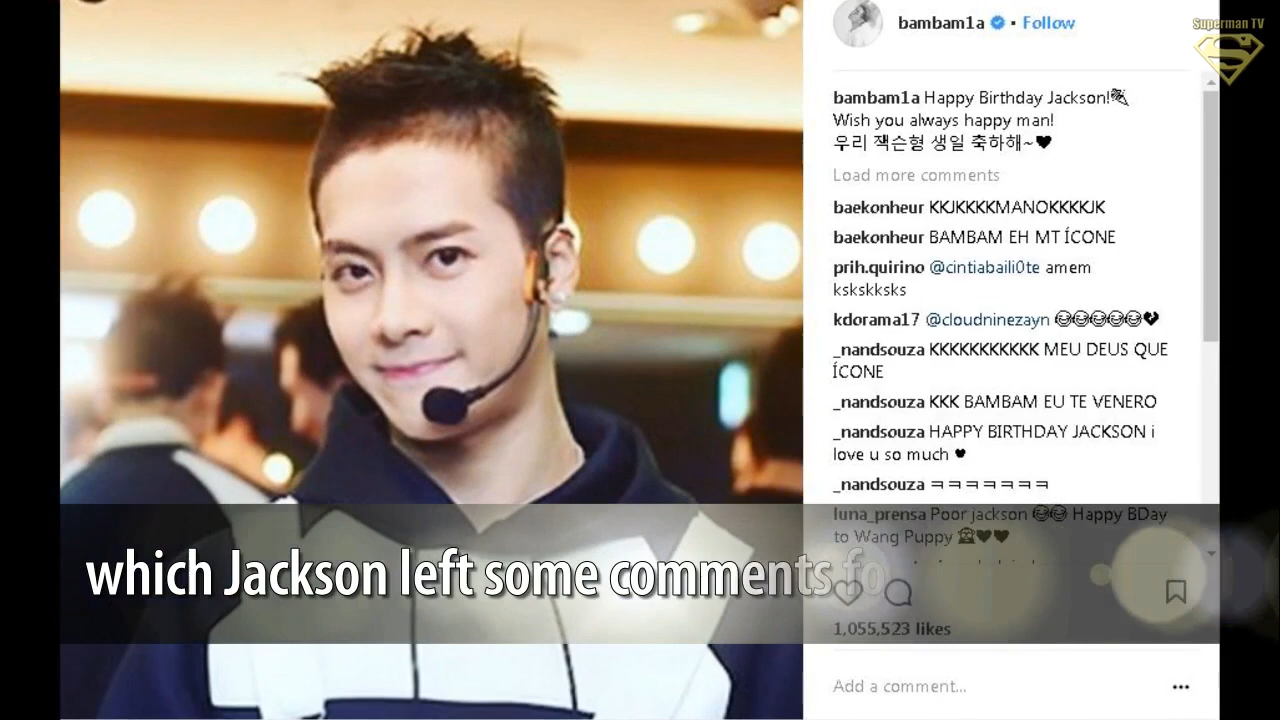 Superman TV
bambam1a • Follow
bambam1a Happy Birthday Jackson!
Wish you always happy man!
우리 잭슨형 생일 축하해~♥
Load more comments
baekonheur KKJKKKKMANOKKKKJK
baekonheur BAMBAM EH MT ÍCONE
prih.quirino @cintiabaili0te amem
kskskksks
kdorama17 @cloudninezayn 😂😂😂😂😂💔
_nandsouza KKKKKKKKKKK MEU DEUS QUE
ÍCONE
_nandsouza KKK BAMBAM EU TE VENERO
_nandsouza HAPPY BIRTHDAY JACKSON i
love u so much ♥
_nandsouza ㅋㅋㅋㅋㅋㅋㅋ
luna_prensa Poor jackson 😂😂 Happy BDay
to Wang Puppy 🙊♥♥
which Jackson left some comments fo
1,055,523 likes
Add a comment...